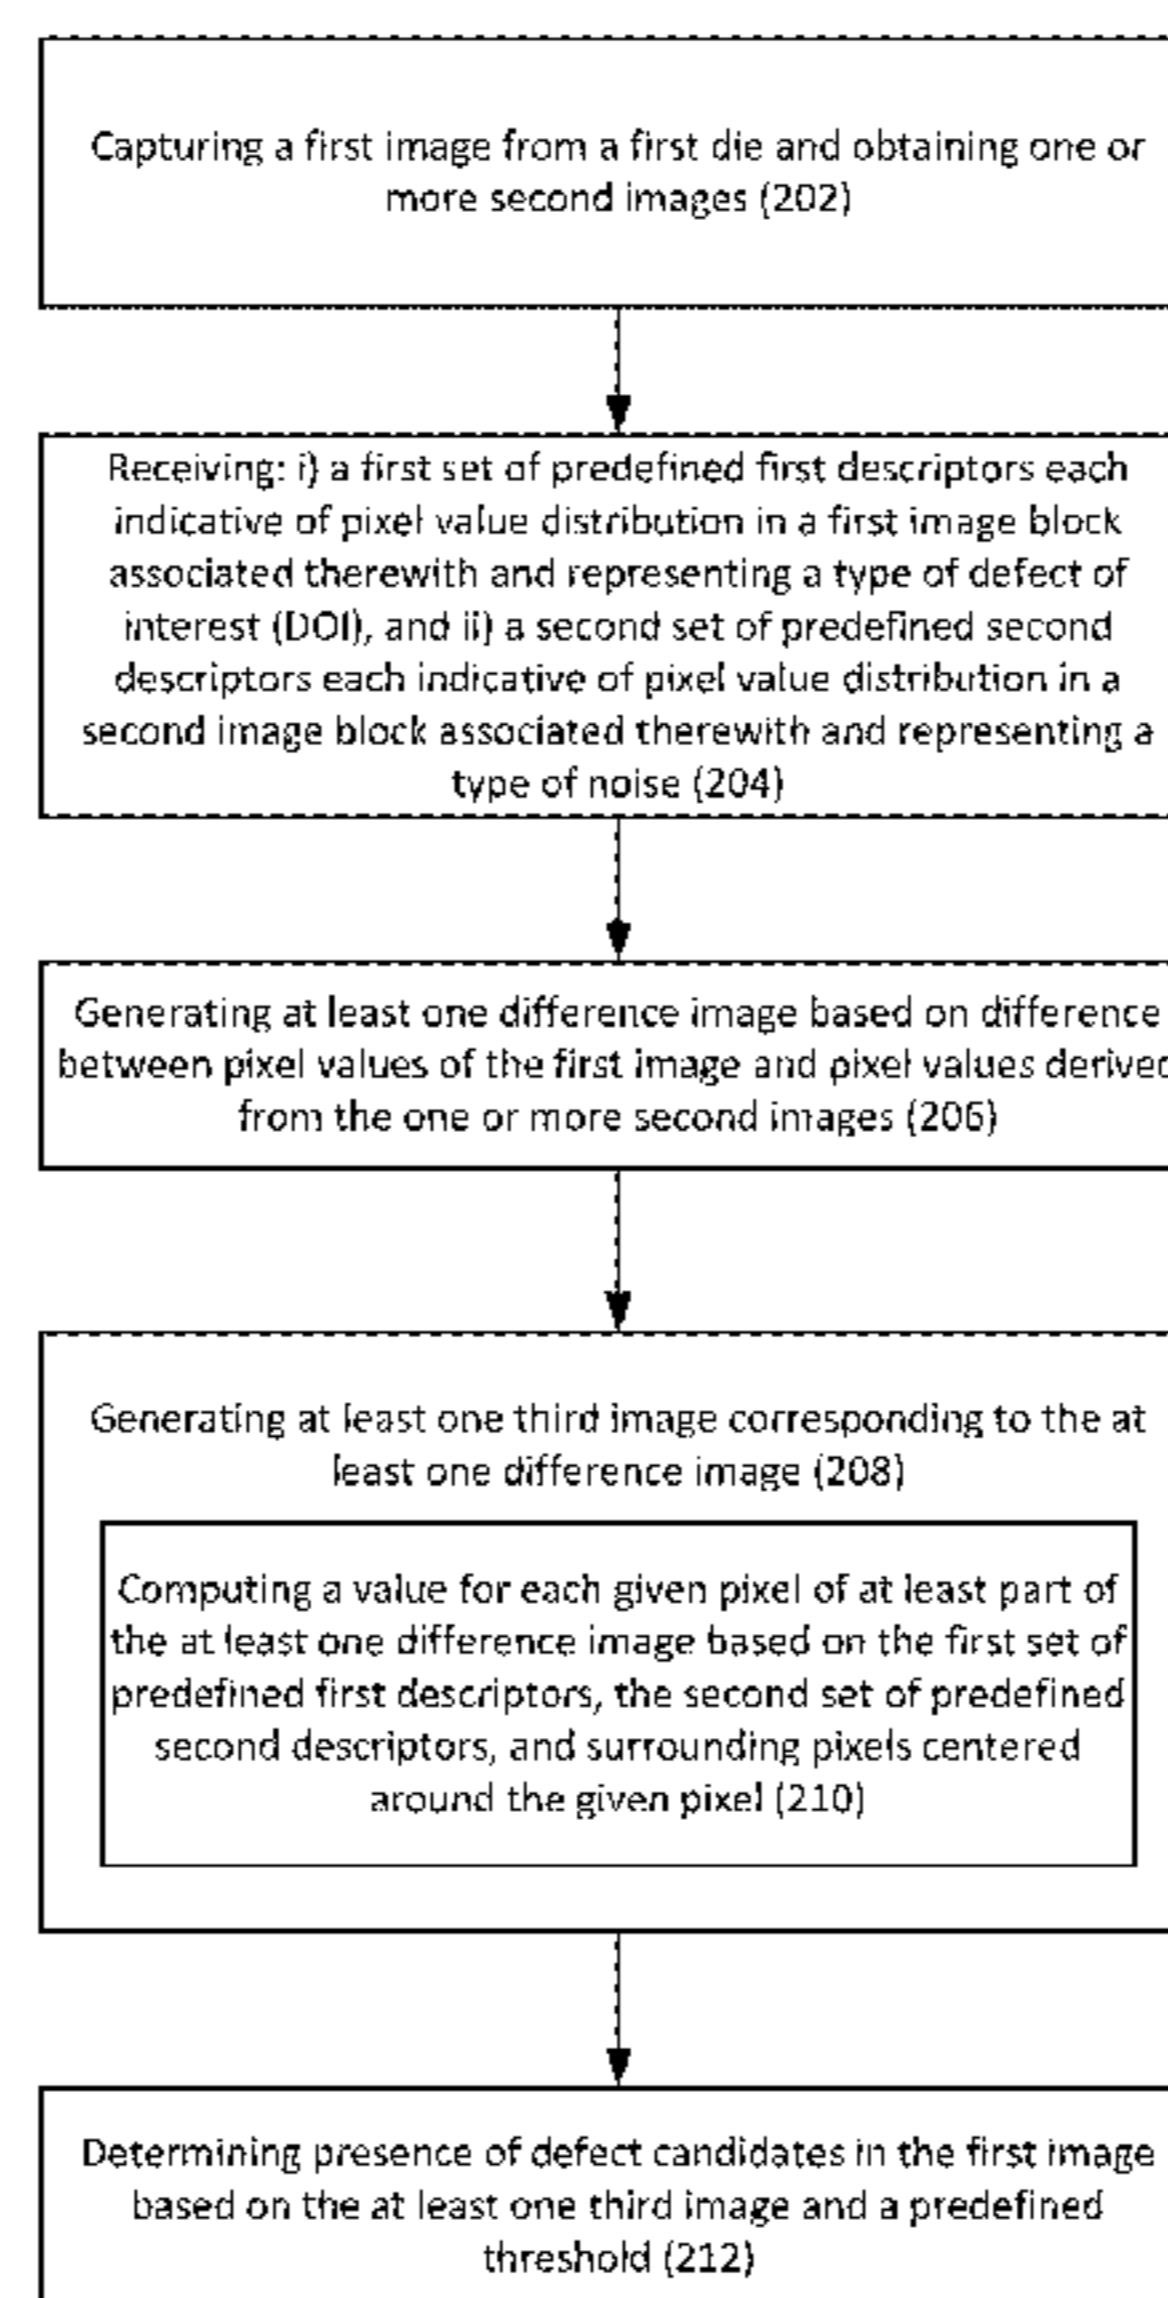 Capturing a first image from a first die and obtaining one or
more second images (202)
Receiving: i) a first set of predefined first descriptors each
indicative of pixel value distribution in a first image block
associated therewith and representing a type of defect of
interest (DOI), and ii) a second set of predefined second
descriptors each indicative of pixel value distribution in a
second image block associated therewith and representing a
type of noise (204)
Generating at least one difference image based on difference
between pixel values of the first image and pixel values derived
from the one or more second images (206)
Generating at least one third image corresponding to the at
least one difference image (208)
Computing a value for each given pixel of at least part of
the at least one difference image based on the first set of
predefined first descriptors, the second set of predefined
second descriptors, and surrounding pixels centered
around the given pixel (210)
Determining presence of defect candidates in the first image
based on the at least one third image and a predefined
threshold (212)